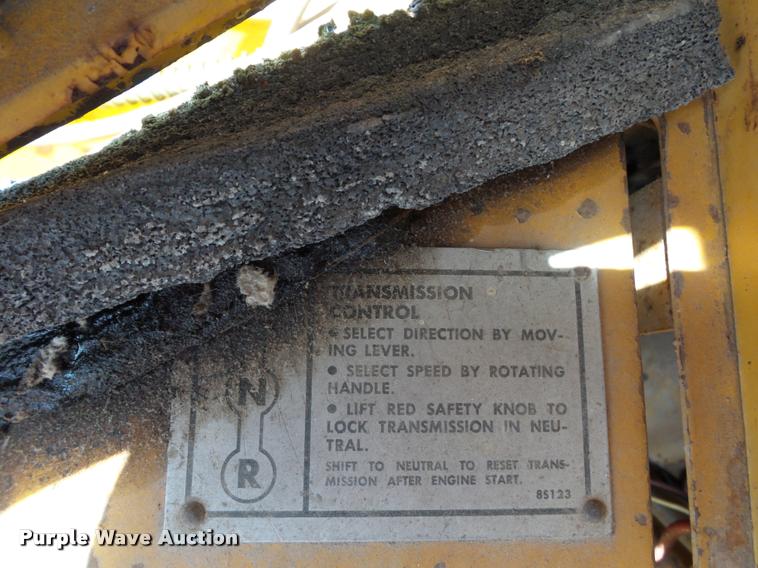 TRANSMISSION
CONTROL
• SELECT DIRECTION BY MOV-
ING LEVER.
• SELECT SPEED BY ROTATING
HANDLE.
• LIFT RED SAFETY KNOB TO
LOCK TRANSMISSION IN NEU-
TRAL.
SHIFT TO NEUTRAL TO RESET TRANS-
MISSION AFTER ENGINE START.
8S123
N
R
Purple Wave Auction